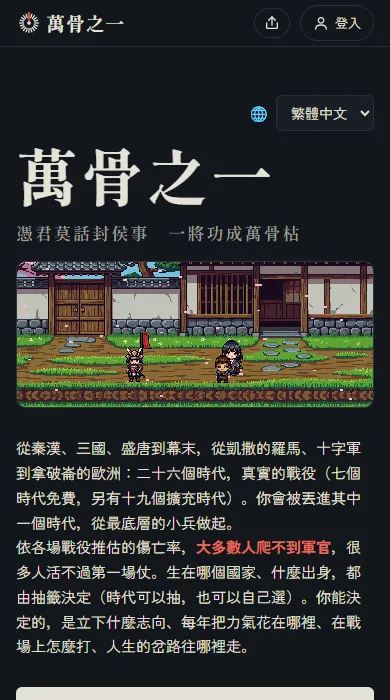 萬骨之一
登入
繁體中文
萬骨之一
憑君莫話封侯事　一將功成萬骨枯
從秦漢、三國、盛唐到幕末，從凱撒的羅馬、十字軍
到拿破崙的歐洲：二十六個時代，真實的戰役（七個
時代免費，另有十九個擴充時代）。你會被丟進其中
一個時代，從最底層的小兵做起。
依各場戰役推估的傷亡率，大多數人爬不到軍官，很
多人活不過第一場仗。生在哪個國家、什麼出身，都
由抽籤決定（時代可以抽，也可以自己選）。你能決
定的，是立下什麼志向、每年把力氣花在哪裡、在戰
場上怎麼打、人生的岔路往哪裡走。